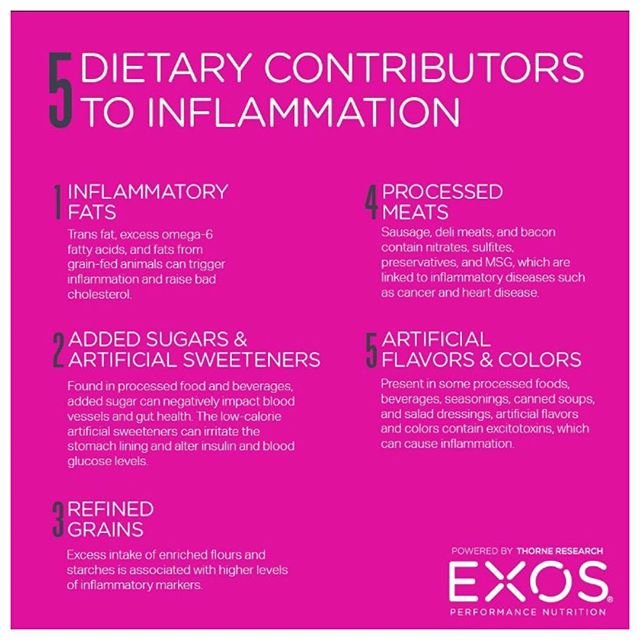 5 DIETARY CONTRIBUTORS
TO INFLAMMATION
1 INFLAMMATORY
FATS
Trans fat, excess omega-6
fatty acids, and fats from
grain-fed animals can trigger
inflammation and raise bad
cholesterol.
2 ADDED SUGARS &
ARTIFICIAL SWEETENERS
Found in processed food and beverages,
added sugar can negatively impact blood
vessels and gut health. The low-calorie
artificial sweeteners can irritate the
stomach lining and alter insulin and blood
glucose levels.
3 REFINED
GRAINS
Excess intake of enriched flours and
starches is associated with higher levels
of inflammatory markers.
4 PROCESSED
MEATS
Sausage, deli meats, and bacon
contain nitrates, sulfites,
preservatives, and MSG, which are
linked to inflammatory diseases such
as cancer and heart disease.
5 ARTIFICIAL
FLAVORS & COLORS
Present in some processed foods,
beverages, seasonings, canned soups,
and salad dressings, artificial flavors
and colors contain excitotoxins, which
can cause inflammation.
POWERED BY THORNE RESEARCH
EXOS®
PERFORMANCE NUTRITION